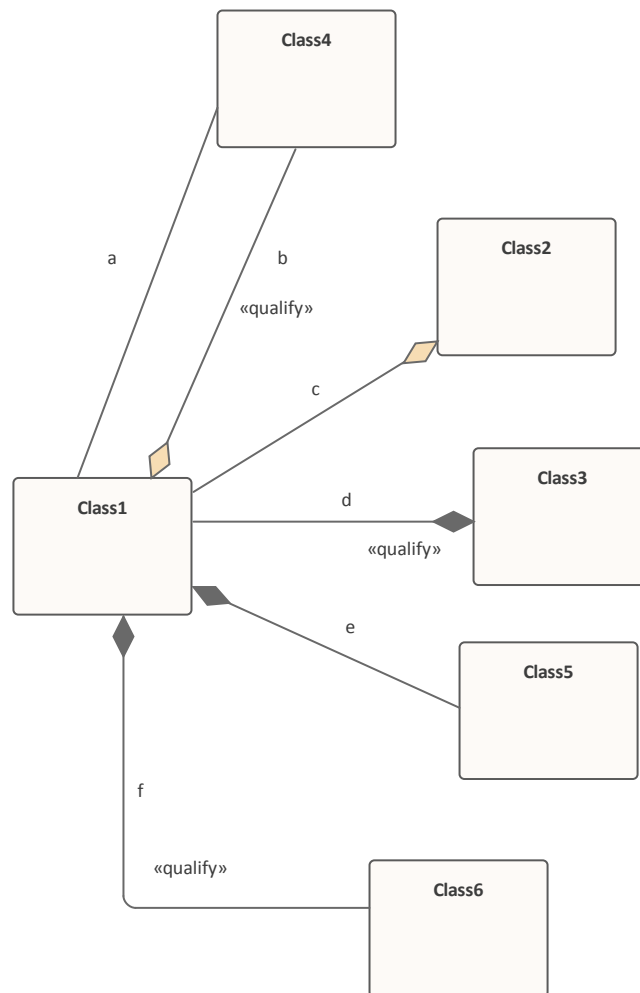 Class4
a
b
«qualify»
Class2
c
Class3
d
«qualify»
Class1
e
Class5
f
«qualify»
Class6